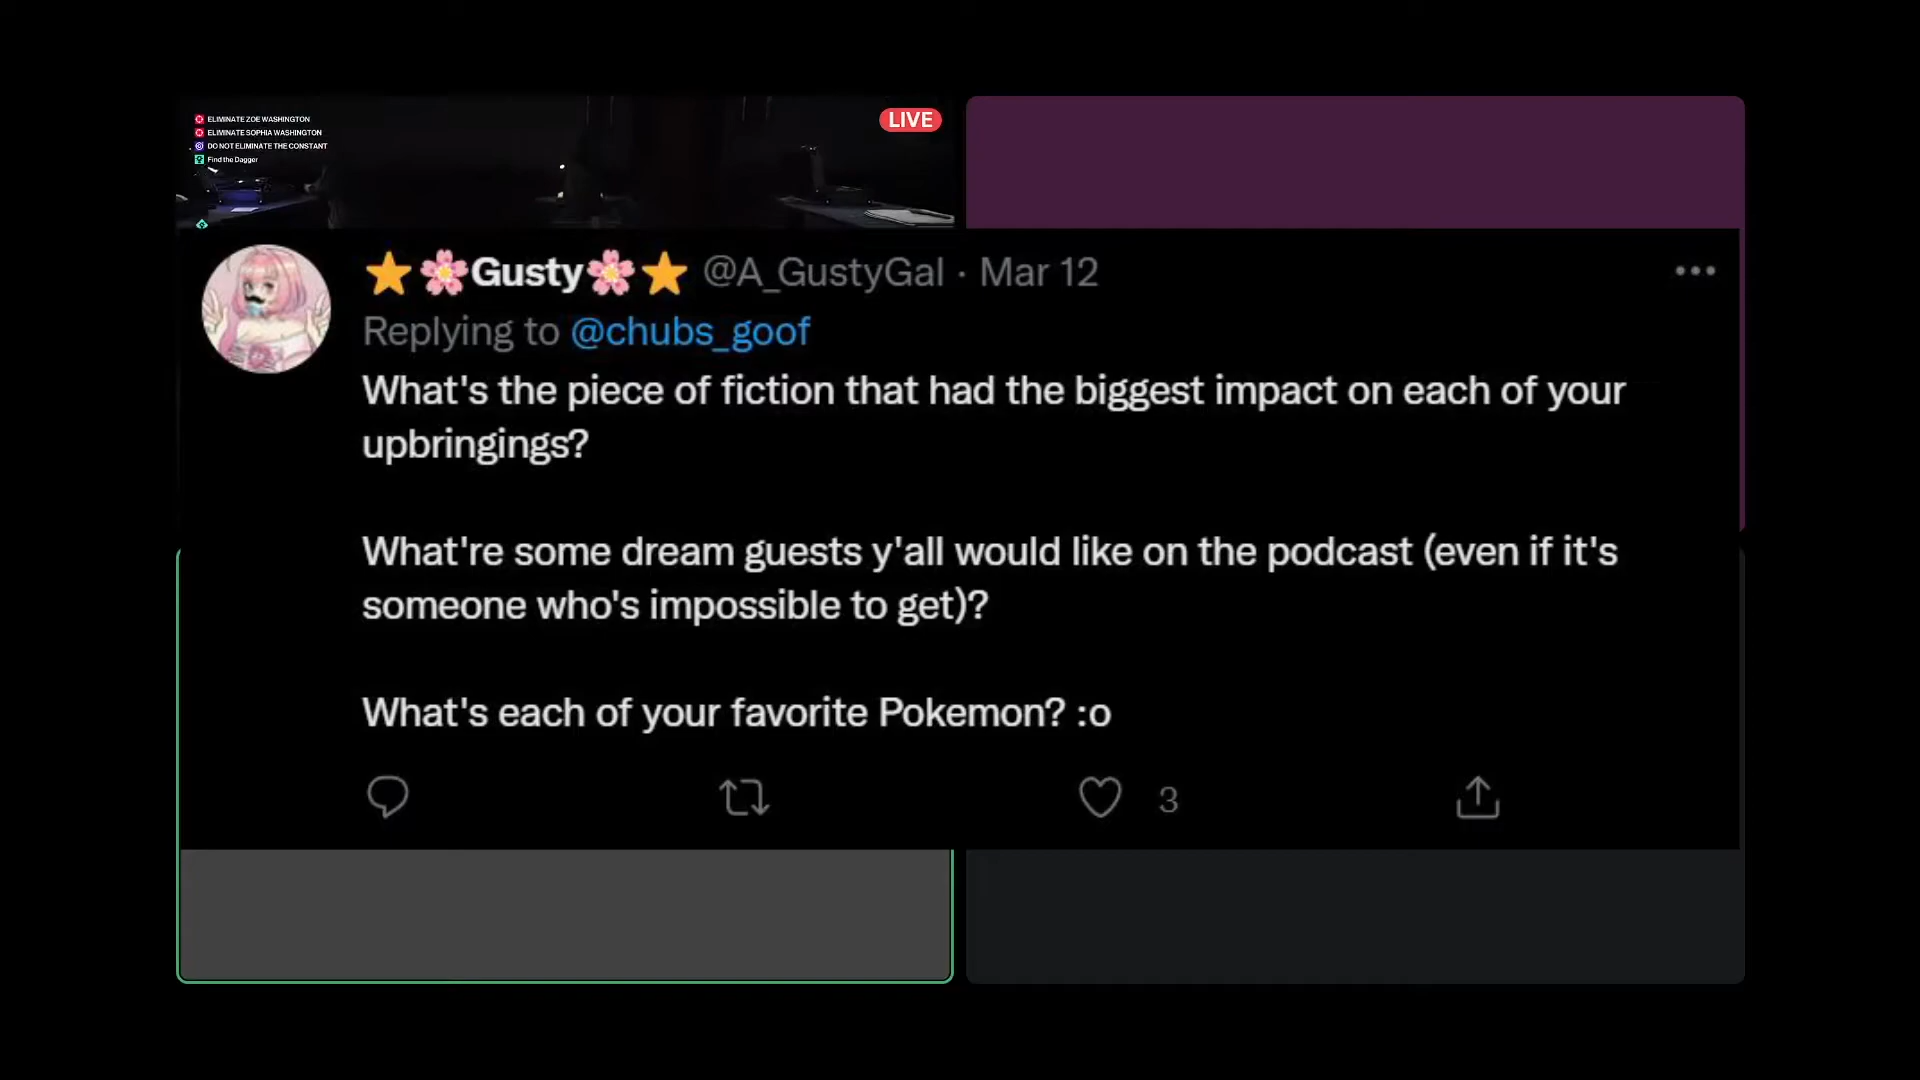 ELIMINATE ZOE WASHINGTON
ELIMINATE SOPHIA WASHINGTON
DO NOT ELIMINATE THE CONSTANT
Find the Dagger
LIVE
⭐🌸Gusty🌸⭐ @A_GustyGal · Mar 12
Replying to @chubs_goof
What's the piece of fiction that had the biggest impact on each of your
upbringings?
What're some dream guests y'all would like on the podcast (even if it's
someone who's impossible to get)?
What's each of your favorite Pokemon? :o
3